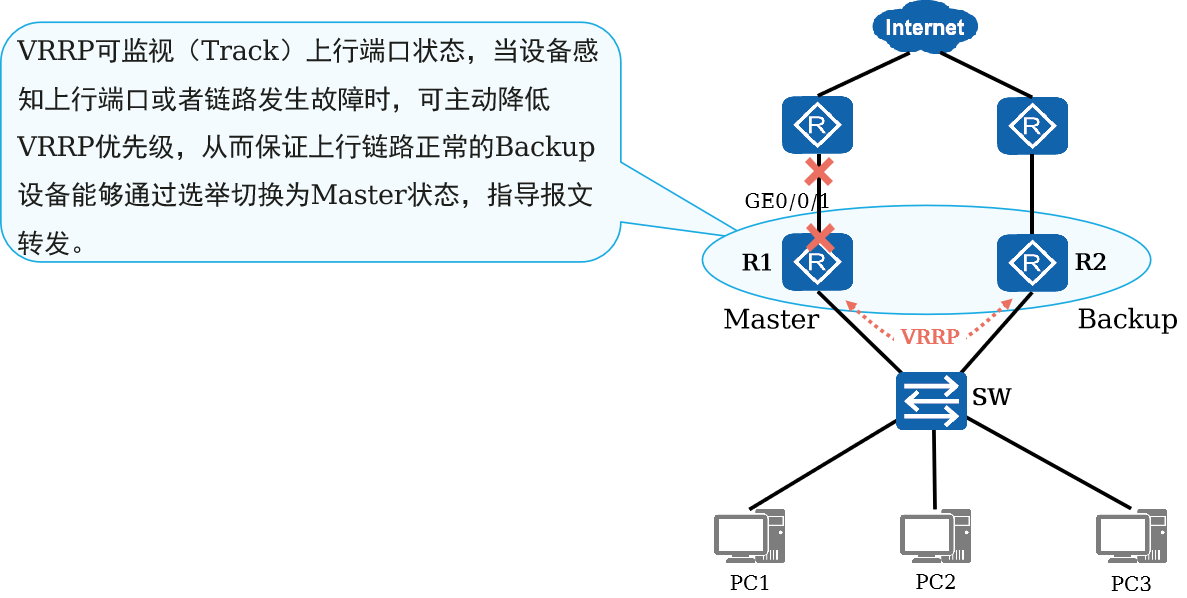 VRRP可监视（Track）上行端口状态，当设备感
知上行端口或者链路发生故障时，可主动降低
VRRP优先级，从而保证上行链路正常的Backup
设备能够通过选举切换为Master状态，指导报文
转发。
Internet
R
R
GE0/0/1
R1
R
R
R2
Master
Backup
VRRP
SW
PC1
PC2
PC3